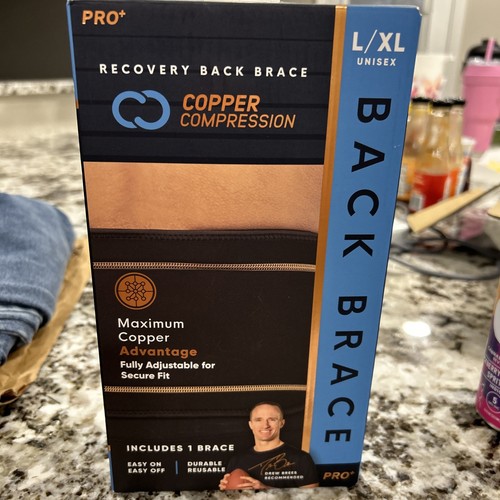 PRO+
RECOVERY BACK BRACE
COPPER
COMPRESSION
L/XL
UNISEX
BACK BRACE
Maximum
Copper
Advantage
Fully Adjustable for
Secure Fit
INCLUDES 1 BRACE
EASY ON
EASY OFF
DURABLE
REUSABLE
DREW BREES
RECOMMENDED
PRO+